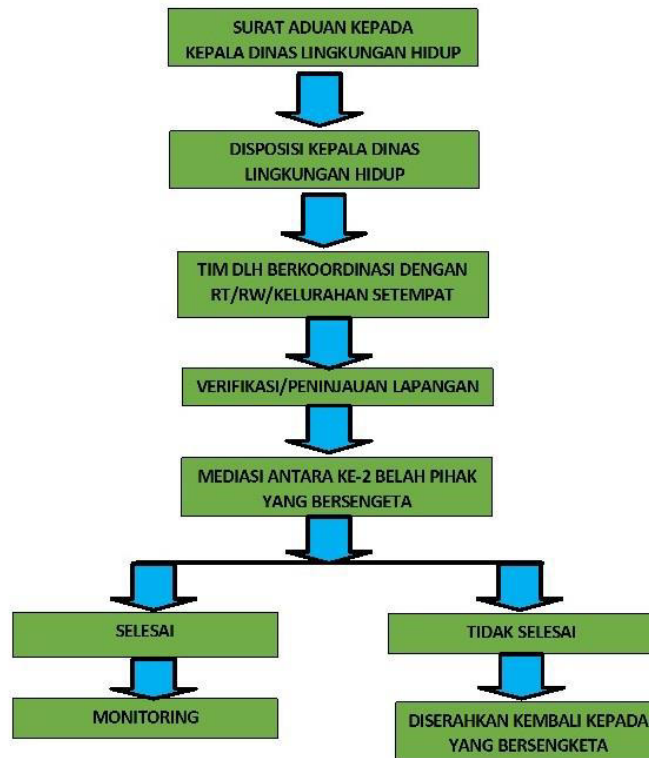 SURAT ADUAN KEPADA
KEPALA DINAS LINGKUNGAN HIDUP
DISPOSISI KEPALA DINAS
LINGKUNGAN HIDUP
TIM DLH BERKOORDINASI DENGAN
RT/RW/KELURAHAN SETEMPAT
VERIFIKASI/PENINJAUAN LAPANGAN
MEDIASI ANTARA KE-2 BELAH PIHAK
YANG BERSENGETA
SELESAI
TIDAK SELESAI
MONITORING
DISERAHKAN KEMBALI KEPADA
YANG BERSENGKETA